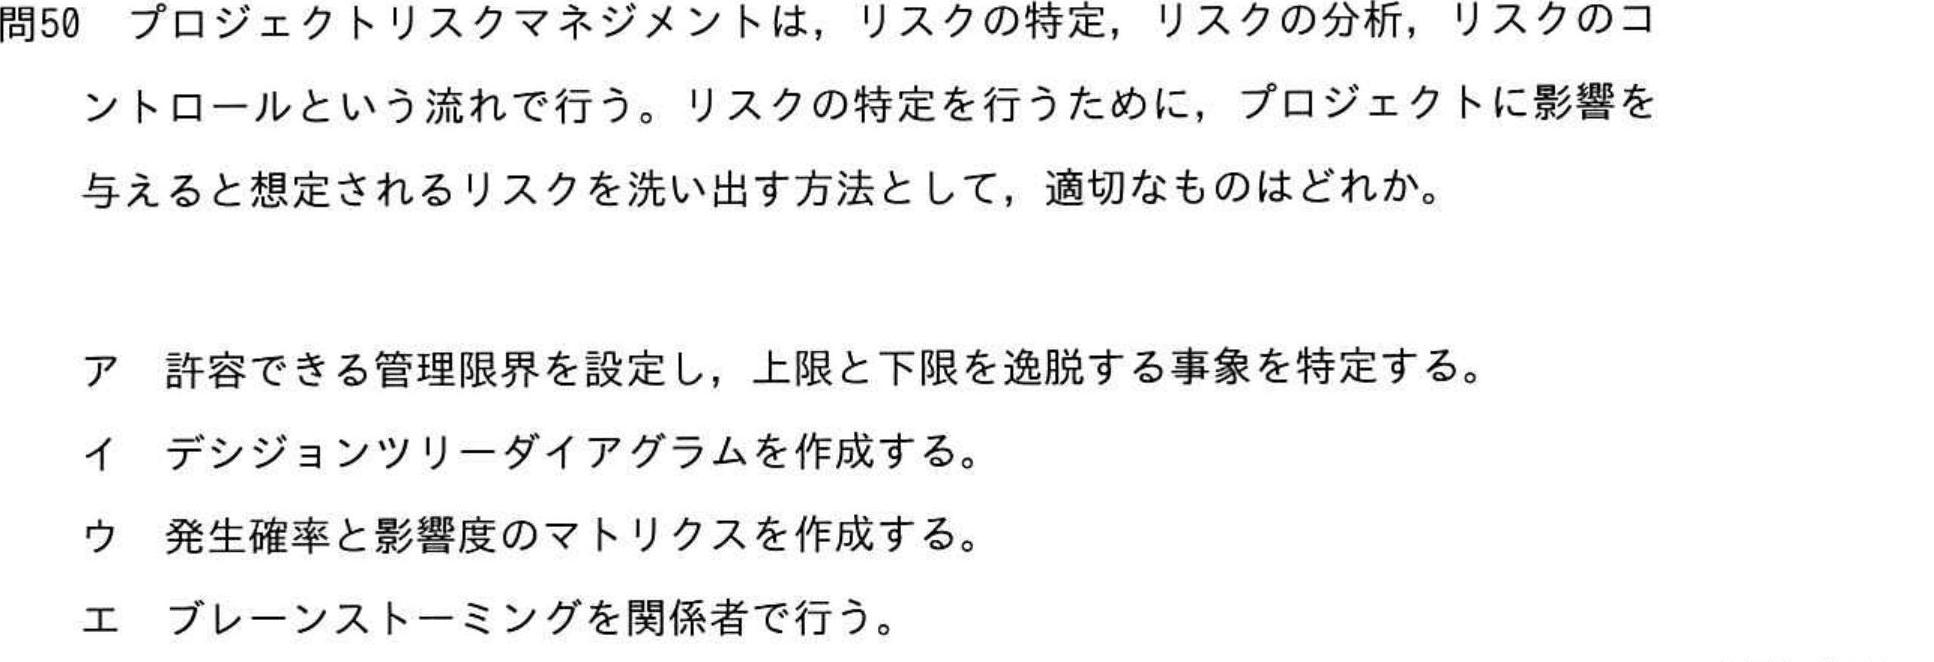 問50　プロジェクトリスクマネジメントは，リスクの特定，リスクの分析，リスクのコ
ントロールという流れで行う。リスクの特定を行うために，プロジェクトに影響を
与えると想定されるリスクを洗い出す方法として，適切なものはどれか。
ア　許容できる管理限界を設定し，上限と下限を逸脱する事象を特定する。
イ　デシジョンツリーダイアグラムを作成する。
ウ　発生確率と影響度のマトリクスを作成する。
エ　ブレーンストーミングを関係者で行う。